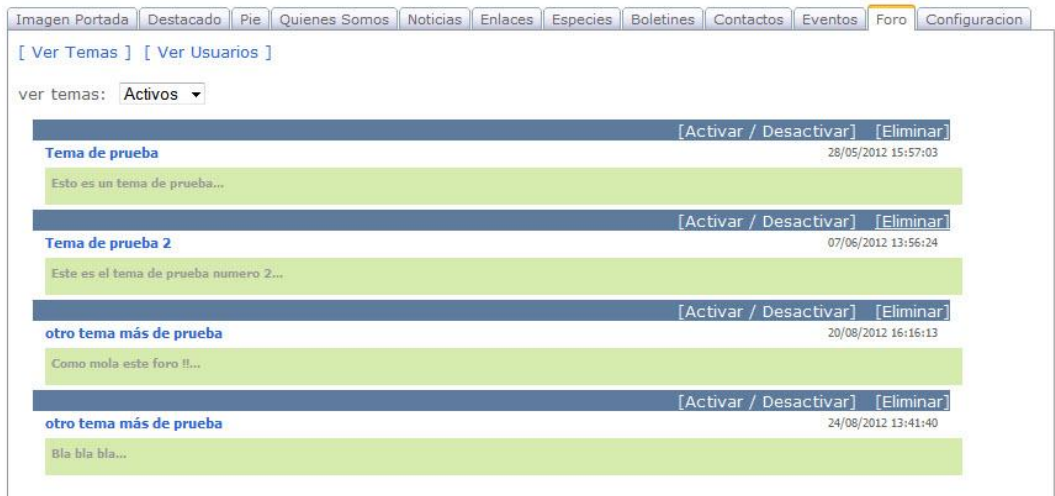 Imagen Portada Destacado Pie Quienes Somos Noticias Enlaces Especies Boletines Contactos Eventos Foro Configuracion
[ Ver Temas ] [ Ver Usuarios ]
ver temas: Activos
[Activar / Desactivar] [Eliminar]
Tema de prueba 28/05/2012 15:57:03
Esto es un tema de prueba...
[Activar / Desactivar] [Eliminar]
Tema de prueba 2 07/06/2012 13:56:24
Este es el tema de prueba numero 2...
[Activar / Desactivar] [Eliminar]
otro tema más de prueba 20/08/2012 16:16:13
Como mola este foro !!...
[Activar / Desactivar] [Eliminar]
otro tema más de prueba 24/08/2012 13:41:40
Bla bla bla...